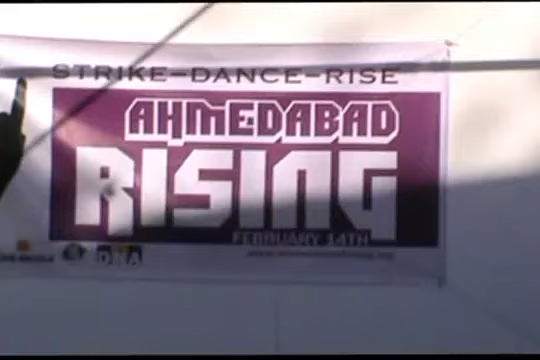 STRIKE-DANCE-RISE
AHMEDABAD
RISING
FEBRUARY 14TH
DNA